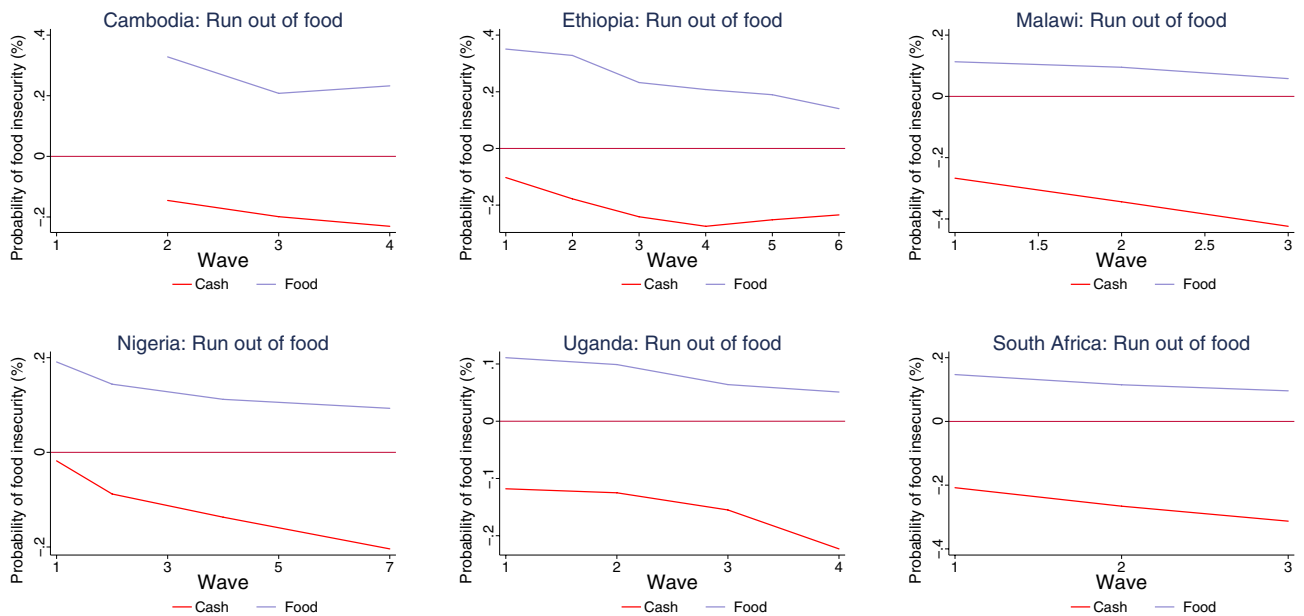 Cambodia: Run out of food
Probability of food insecurity (%)
.4
.2
0
-.2
1 2 3 4
Wave
Cash Food
Ethiopia: Run out of food
Probability of food insecurity (%)
.4
.2
0
-.2
1 2 3 4 5 6
Wave
Cash Food
Malawi: Run out of food
Probability of food insecurity (%)
.2
0
-.2
-.4
1 1.5 2 2.5 3
Wave
Cash Food
Nigeria: Run out of food
Probability of food insecurity (%)
.2
0
-.2
1 3 5 7
Wave
Cash Food
Uganda: Run out of food
Probability of food insecurity (%)
.1
0
-.1
-.2
1 2 3 4
Wave
Cash Food
South Africa: Run out of food
Probability of food insecurity (%)
.2
0
-.2
-.4
1 2 3
Wave
Cash Food